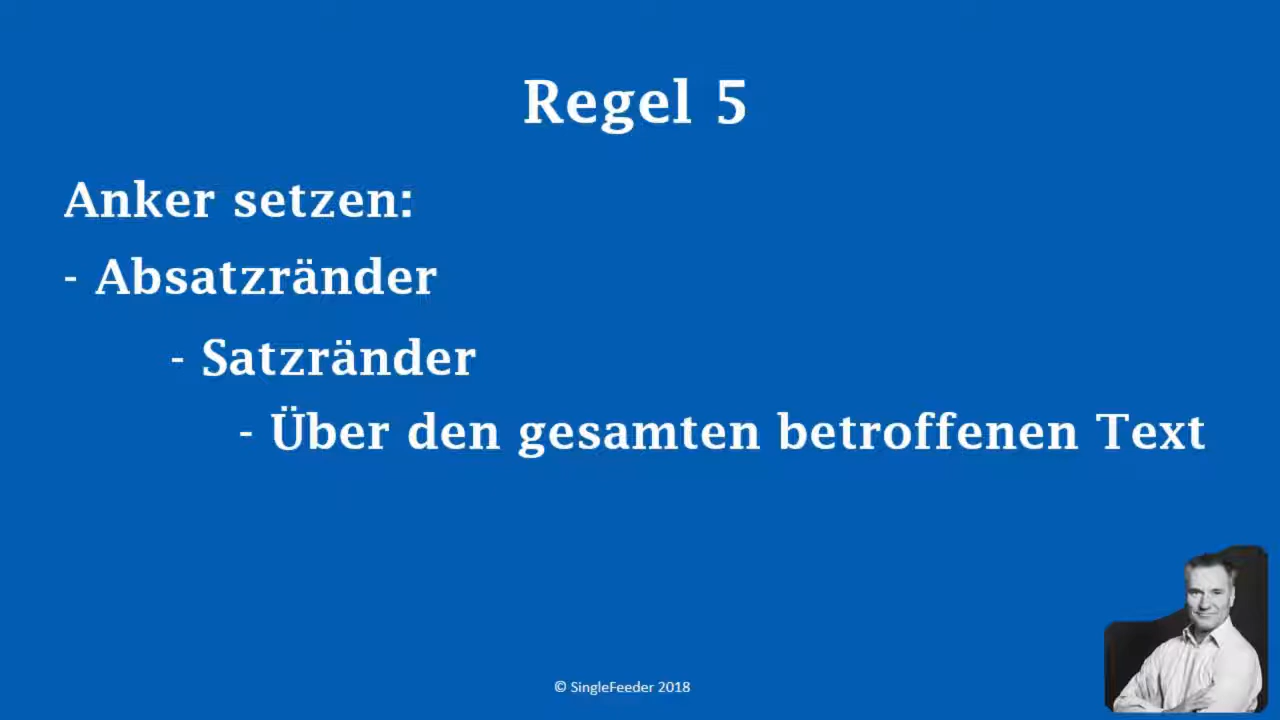 Regel 5
Anker setzen:
- Absatzränder
- Satzränder
- Über den gesamten betroffenen Text
© SingleFeeder 2018